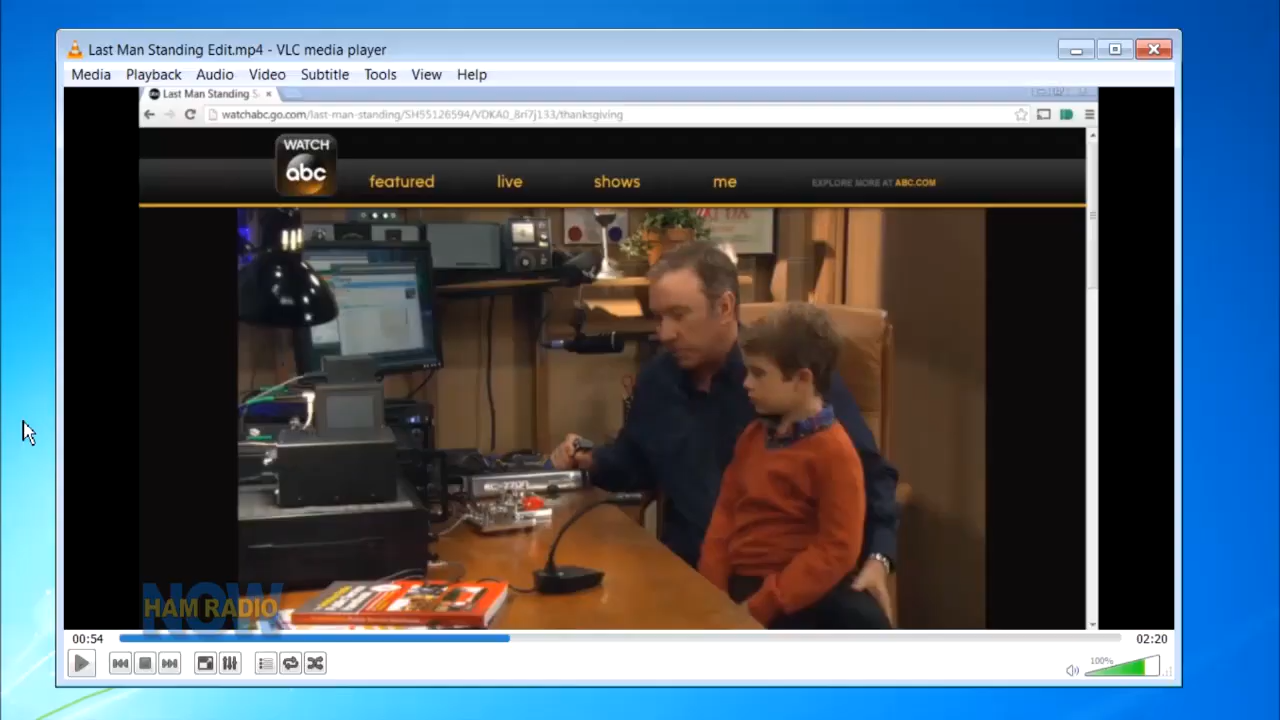 Last Man Standing Edit.mp4 - VLC media player
Media Playback Audio Video Subtitle Tools View Help
Last Man Standing S
watchabc.go.com/last-man-standing/SH55126594/VDKA0_8ri7j133/thanksgiving
WATCH
abc
featured live shows me EXPLORE MORE AT ABC.COM
NOW
HAM RADIO
00:54
02:20
100%